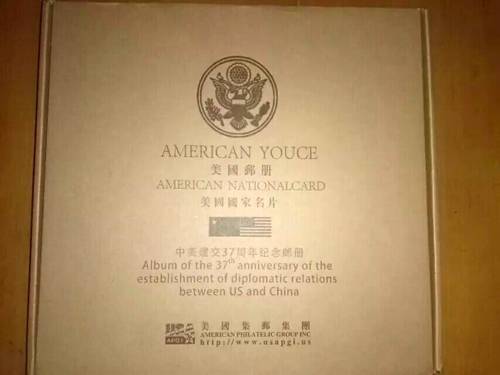 AMERICAN YOUCE
美國郵册
AMERICAN NATIONALCARD
美國國家名片
中美建交37周年纪念邮册
Album of the 37th anniversary of the
establishment of diplomatic relations
between US and China
USA 美國集郵集團
APGI AMERICAN PHILATELIC GROUP INC
http://www.usapgi.us